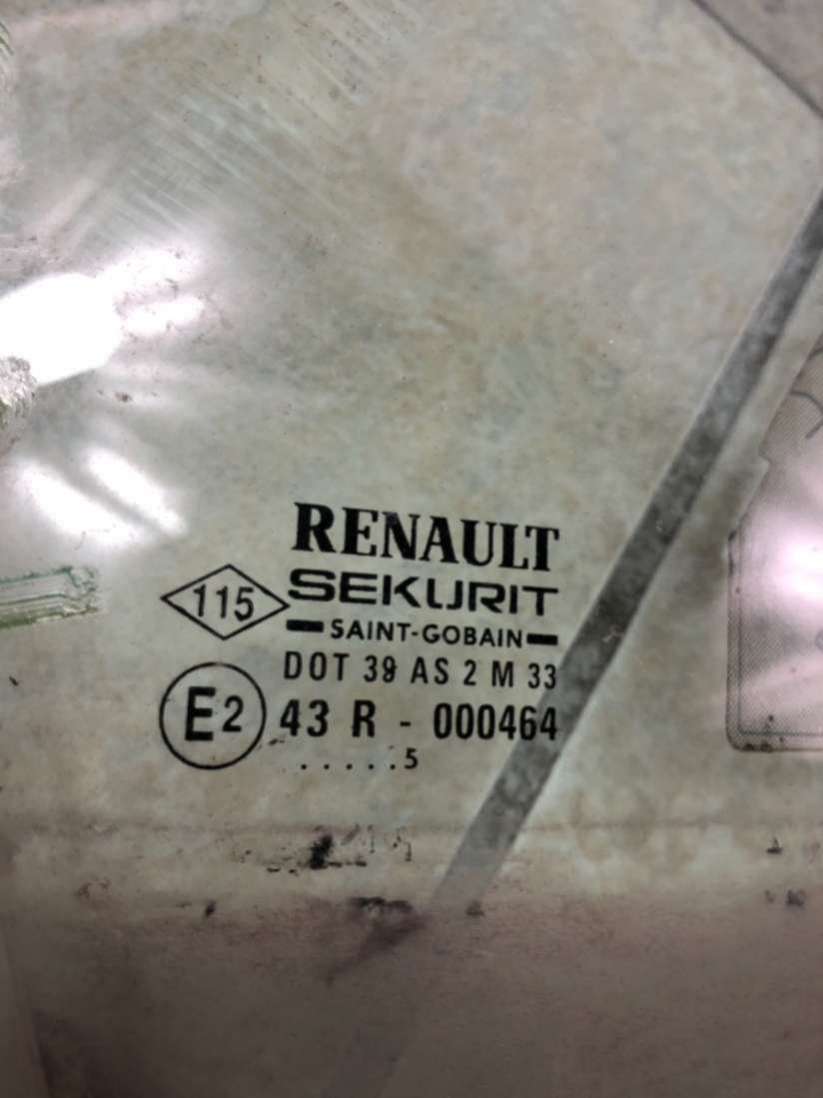 RENAULT
115
SEKURIT
SAINT-GOBAIN
DOT 39 AS 2 M 33
E2
43 R - 000464
.....5